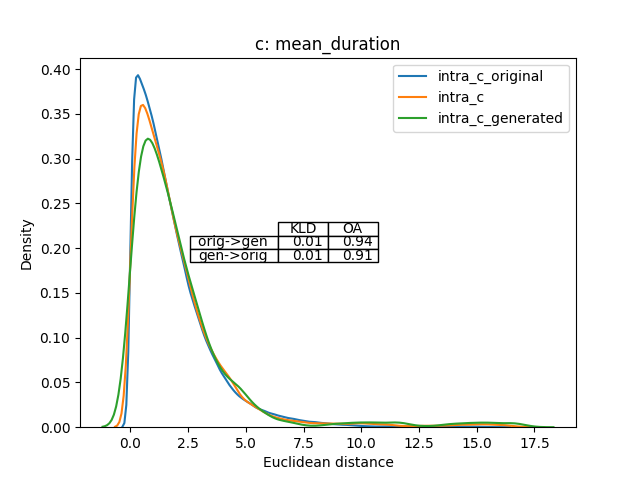 c: mean_duration
intra_c_original
intra_c
intra_c_generated
0.40
0.35
0.30
0.25
0.20
0.15
0.10
0.05
0.00
Density
KLD OA
orig->gen 0.01 0.94
gen->orig 0.01 0.91
0.0 2.5 5.0 7.5 10.0 12.5 15.0 17.5
Euclidean distance